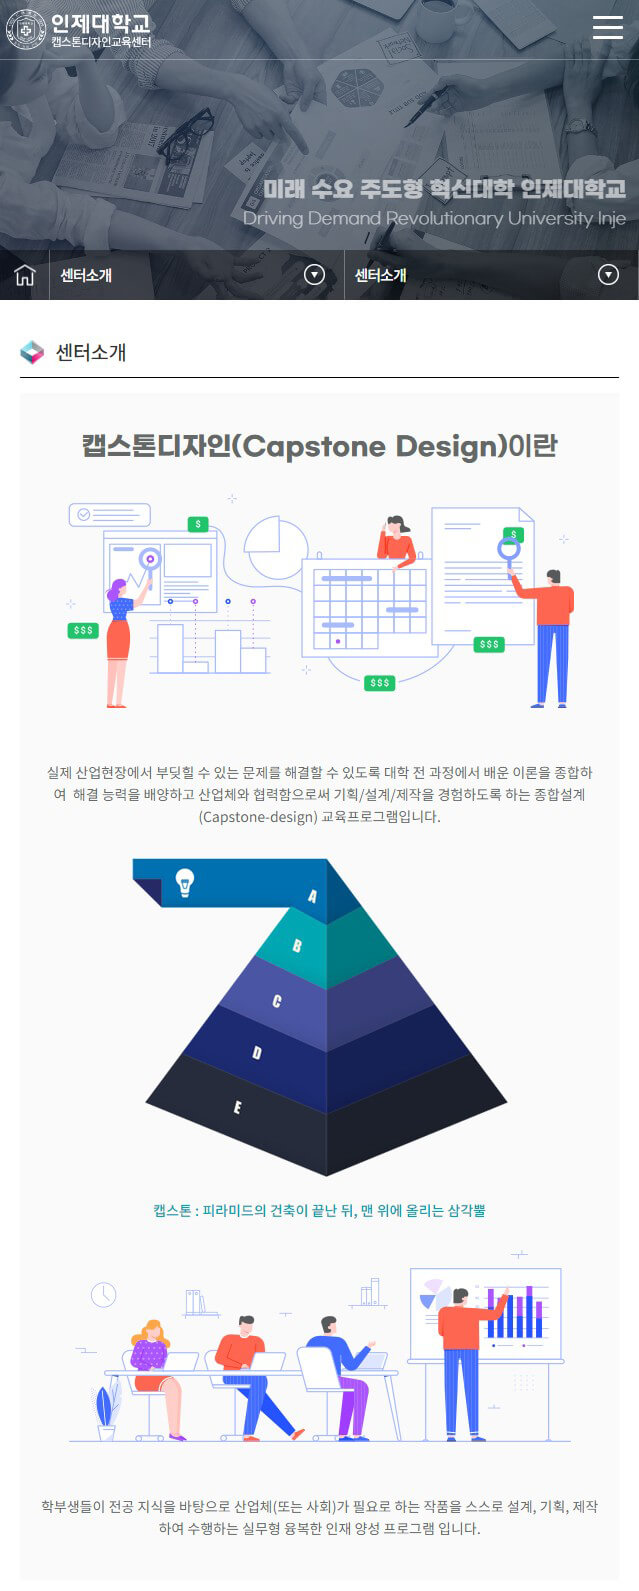 인제대학교
캡스톤디자인교육센터
미래 수요 주도형 혁신대학 인제대학교
Driving Demand Revolutionary University Inje
센터소개
센터소개
센터소개
캡스톤디자인(Capstone Design)이란
$
$
$$$
$$$
$$$
실제 산업현장에서 부딪힐 수 있는 문제를 해결할 수 있도록 대학 전 과정에서 배운 이론을 종합하
여 해결 능력을 배양하고 산업체와 협력함으로써 기획/설계/제작을 경험하도록 하는 종합설계
(Capstone-design) 교육프로그램입니다.
A
B
C
D
E
캡스톤 : 피라미드의 건축이 끝난 뒤, 맨 위에 올리는 삼각뿔
학부생들이 전공 지식을 바탕으로 산업체(또는 사회)가 필요로 하는 작품을 스스로 설계, 기획, 제작
하여 수행하는 실무형 융복한 인재 양성 프로그램 입니다.